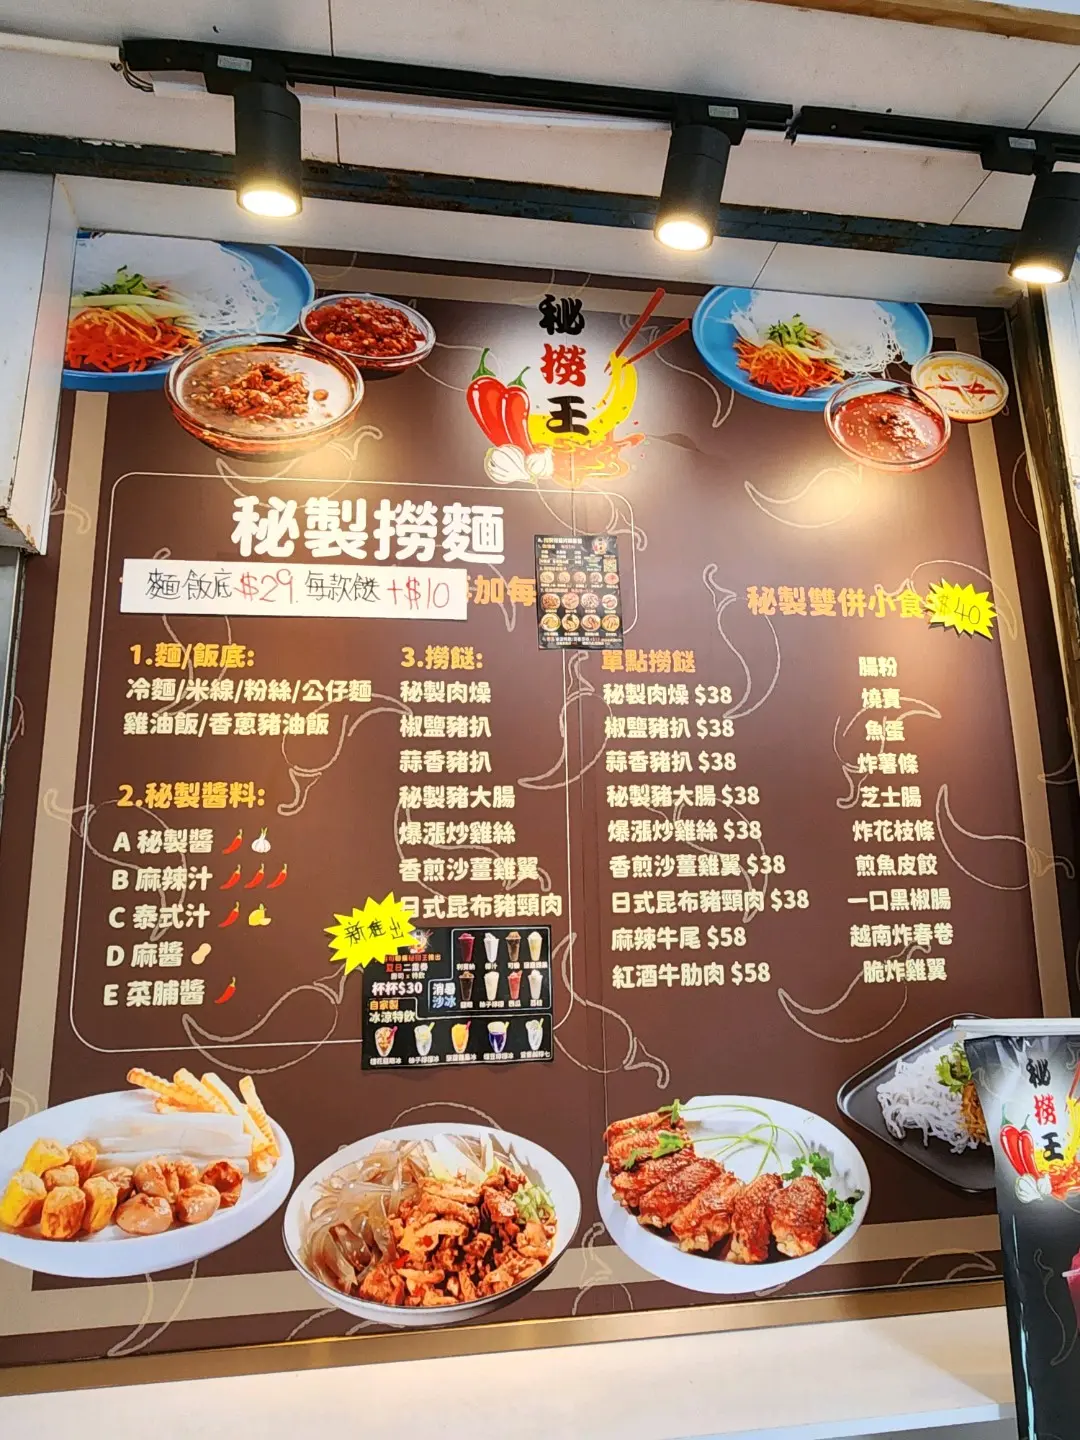 秘撈王
秘製撈麵
麵飯底$29.每款餸+$10
加每
1.麵/飯底:
冷麵/米線/粉絲/公仔麵
雞油飯/香蔥豬油飯
2.秘製醬料:
A 秘製醬
B 麻辣汁
C 泰式汁
D 麻醬
E 菜脯醬
3.撈餸:
秘製肉燥
椒鹽豬扒
蒜香豬扒
秘製豬大腸
爆漲炒雞絲
香煎沙薑雞翼
日式昆布豬頸肉
新推出
杯杯$30
自家製
冰涼特飲
消暑
沙冰
單點撈餸
秘製肉燥 $38
椒鹽豬扒 $38
蒜香豬扒 $38
秘製豬大腸 $38
爆漲炒雞絲 $38
香煎沙薑雞翼 $38
日式昆布豬頸肉 $38
麻辣牛尾 $58
紅酒牛肋肉 $58
秘製雙併小食
$40
腸粉
燒賣
魚蛋
炸薯條
芝士腸
炸花枝條
煎魚皮餃
一口黑椒腸
越南炸春卷
脆炸雞翼
秘撈王